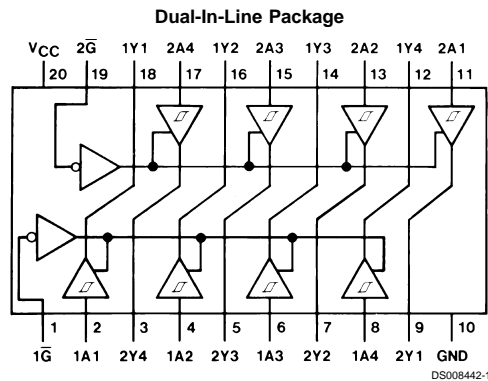 Dual-In-Line Package
VCC 2G̅ 1Y1 2A4 1Y2 2A3 1Y3 2A2 1Y4 2A1
20 19 18 17 16 15 14 13 12 11
1 2 3 4 5 6 7 8 9 10
1G̅ 1A1 2Y4 1A2 2Y3 1A3 2Y2 1A4 2Y1 GND
DS008442-1